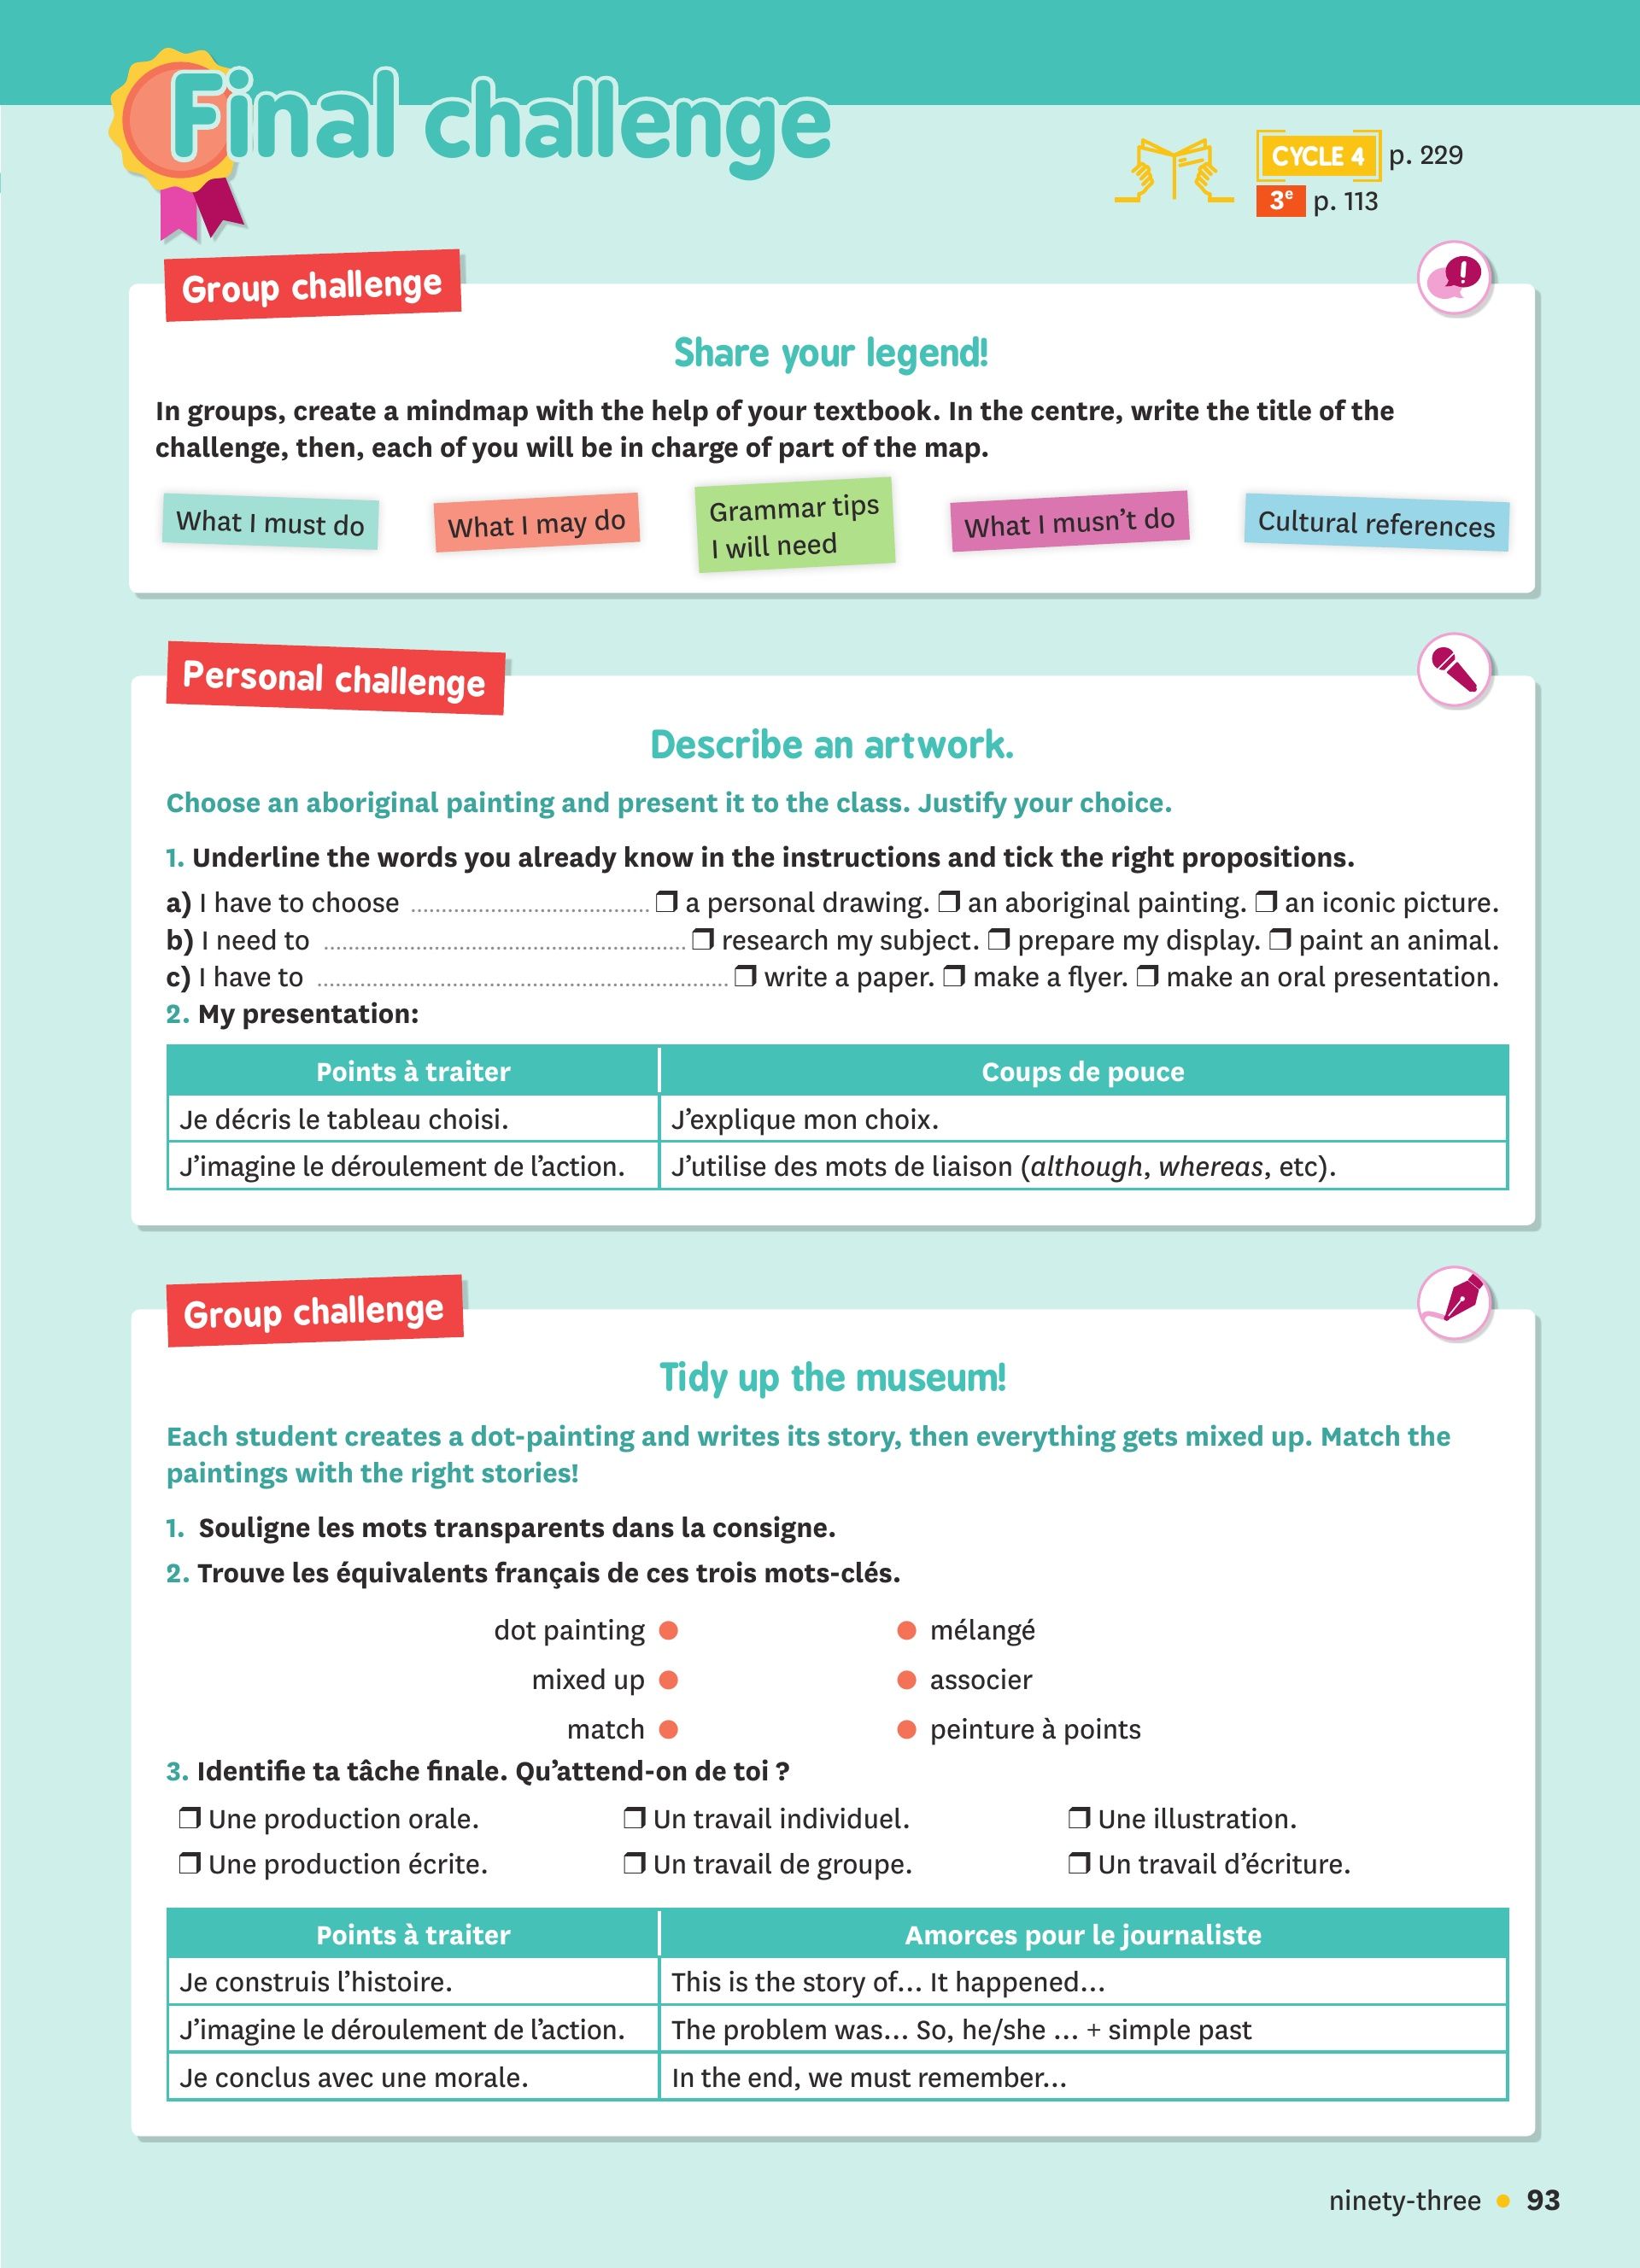 Final challenge
CYCLE 4 p. 229
3e p. 113
Group challenge
Share your legend!
In groups, create a mindmap with the help of your textbook. In the centre, write the title of the
challenge, then, each of you will be in charge of part of the map.
What I must do
What I may do
Grammar tips
I will need
What I musn't do
Cultural references
Personal challenge
Describe an artwork.
Choose an aboriginal painting and present it to the class. Justify your choice.
1. Underline the words you already know in the instructions and tick the right propositions.
a) I have to choose ....................................... ❒ a personal drawing. ❒ an aboriginal painting. ❒ an iconic picture.
b) I need to ............................................................ ❒ research my subject. ❒ prepare my display. ❒ paint an animal.
c) I have to .................................................................... ❒ write a paper. ❒ make a flyer. ❒ make an oral presentation.
2. My presentation:
Points à traiter Coups de pouce
Je décris le tableau choisi. J'explique mon choix.
J'imagine le déroulement de l'action. J'utilise des mots de liaison (although, whereas, etc).
Group challenge
Tidy up the museum!
Each student creates a dot-painting and writes its story, then everything gets mixed up. Match the
paintings with the right stories!
1. Souligne les mots transparents dans la consigne.
2. Trouve les équivalents français de ces trois mots-clés.
dot painting ● ● mélangé
mixed up ● ● associer
match ● ● peinture à points
3. Identifie ta tâche finale. Qu'attend-on de toi ?
❒ Une production orale. ❒ Un travail individuel. ❒ Une illustration.
❒ Une production écrite. ❒ Un travail de groupe. ❒ Un travail d'écriture.
Points à traiter Amorces pour le journaliste
Je construis l'histoire. This is the story of... It happened...
J'imagine le déroulement de l'action. The problem was... So, he/she ... + simple past
Je conclus avec une morale. In the end, we must remember...
ninety-three ● 93